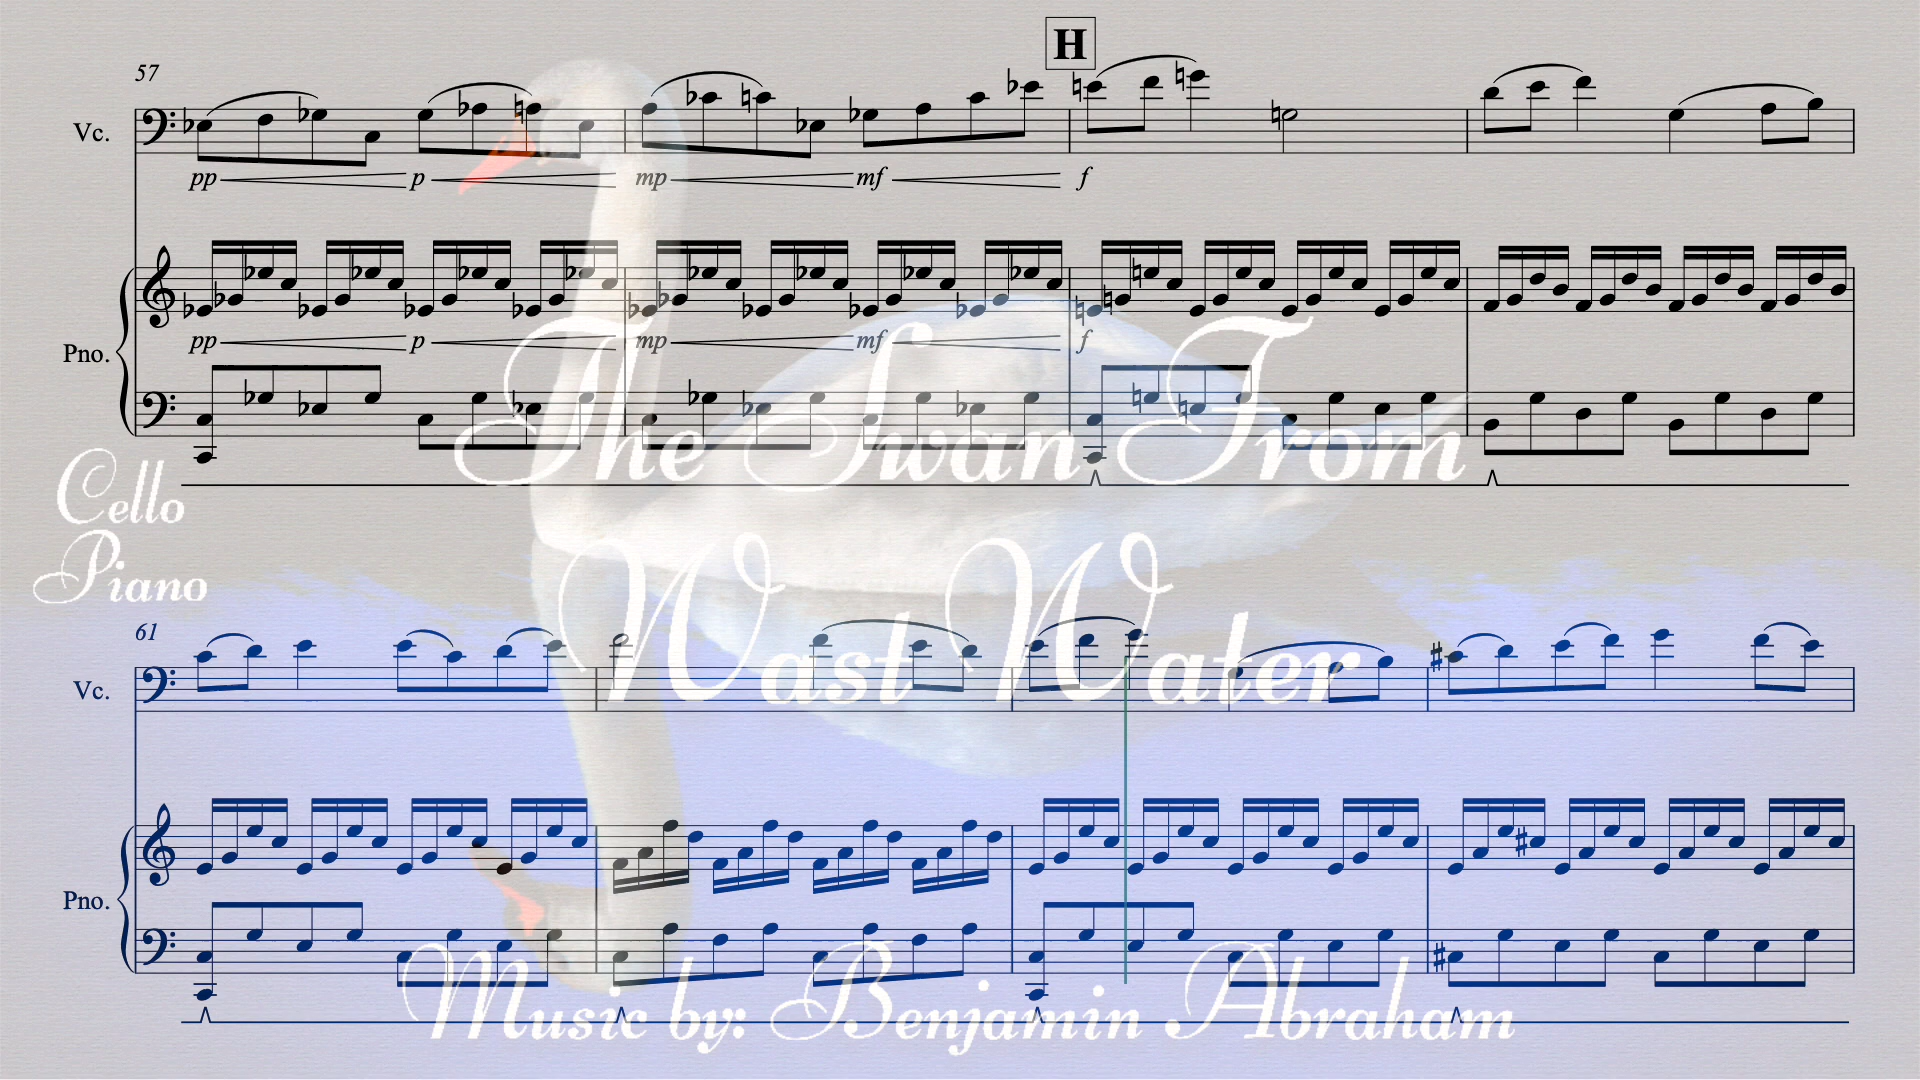 H
57
Vc.
pp p mp mf f
Pno.
pp p mp mf f
The Swan From
Cello
Piano
Wast Water
61
Vc.
Pno.
Music by: Benjamin Abraham